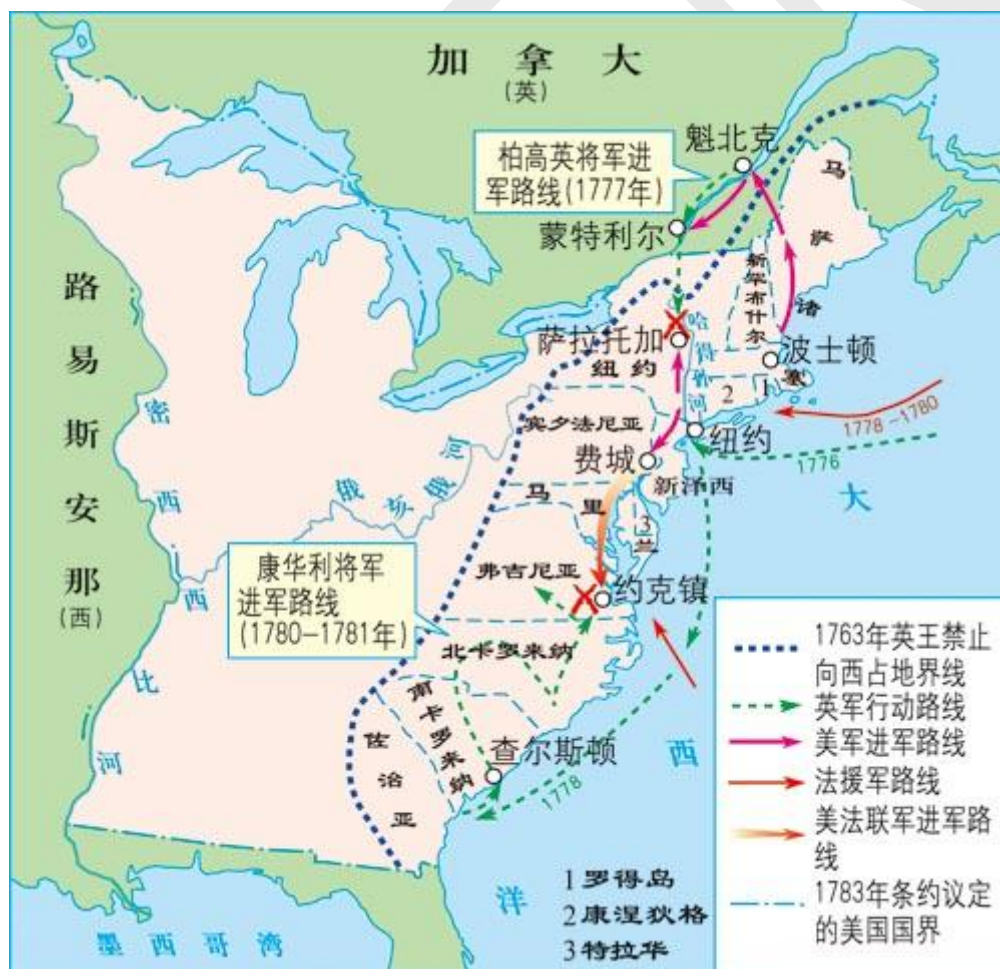 加拿大
(英)
魁北克
柏高英将军进
军路线(1777年)
蒙特利尔
马萨诸塞
新罕布什尔
路易斯安那
(西)
密西西比河
萨拉托加
哈得孙河
波士顿
纽约
2
1
1778-1780
宾夕法尼亚
纽约
1776
费城
新泽西
大西洋
俄亥俄河
马里兰
3
康华利将军
进军路线
(1780-1781年)
弗吉尼亚
约克镇
北卡罗来纳
南卡罗来纳
佐治亚
查尔斯顿
1778
墨西哥湾
1 罗得岛
2 康涅狄格
3 特拉华
1763年英王禁止
向西占地界线
英军行动路线
美军进军路线
法援军路线
美法联军进军路
线
1783年条约议定
的美国国界